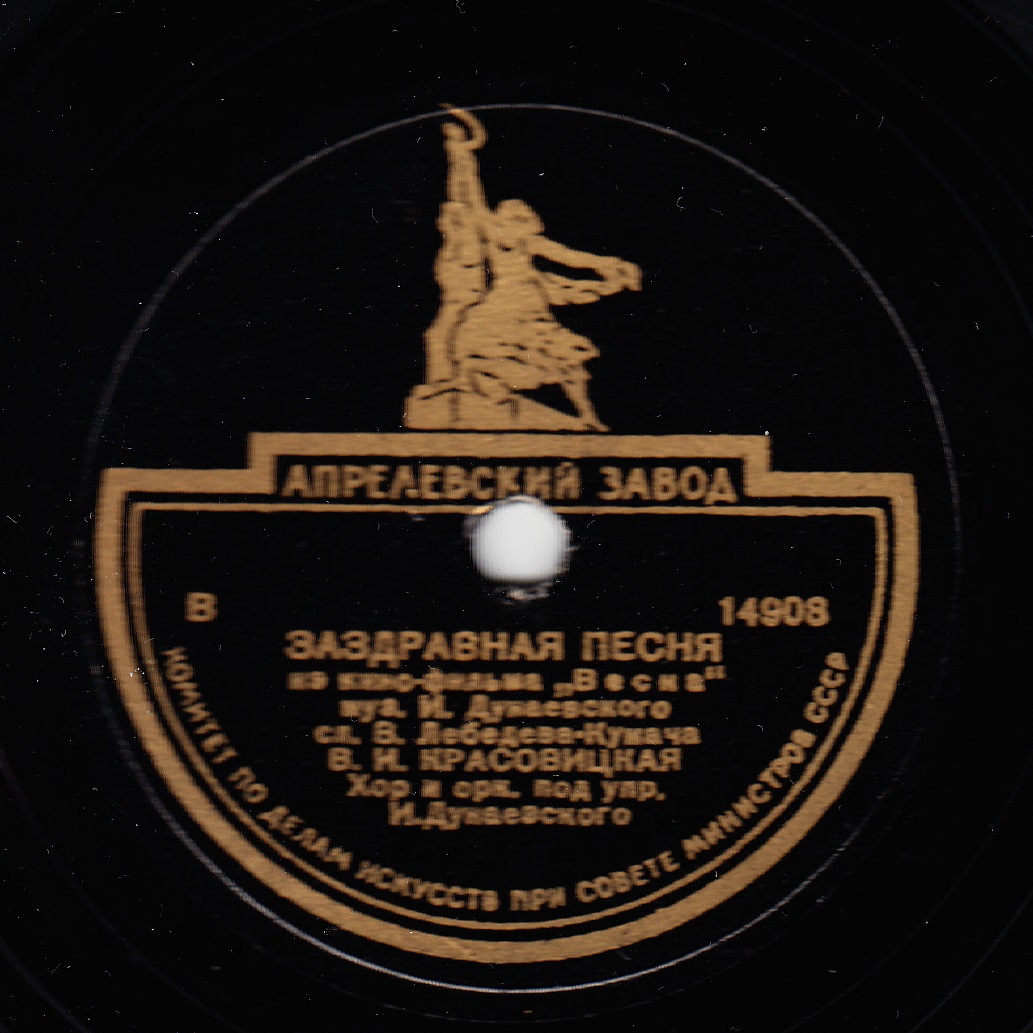 АПРЕЛЕВСКИЙ ЗАВОД
В 14908
ЗАЗДРАВНАЯ ПЕСНЯ
из кино-фильма „Весна“
муз. И. Дунаевского
сл. В. Лебедева-Кумача
В. И. КРАСОВИЦКАЯ
Хор и орк. под упр.
И.Дунаевского
КОМИТЕТ ПО ДЕЛАМ ИСКУССТВ ПРИ СОВЕТЕ МИНИСТРОВ СССР